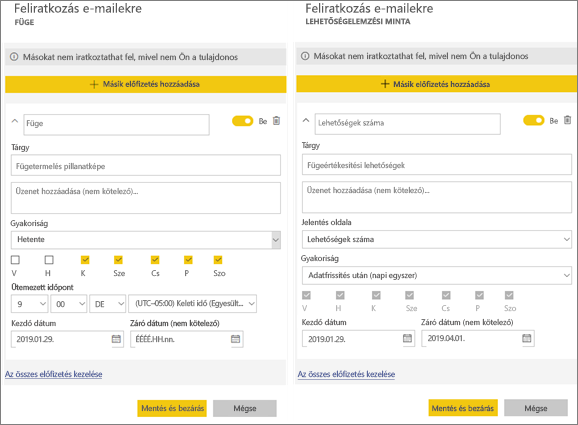 Feliratkozás e-mailekre
FÜGE
Másokat nem iratkoztathat fel, mivel nem Ön a tulajdonos
+ Másik előfizetés hozzáadása
Füge
Be
Tárgy
Fügetermelés pillanatképe
Üzenet hozzáadása (nem kötelező)...
Gyakoriság
Hetente
V H K Sze Cs P Szo
Ütemezett időpont
9 00 DE (UTC-05:00) Keleti idő (Egyesült...
Kezdő dátum Záró dátum (nem kötelező)
2019.01.29. ÉÉÉÉ.HH.nn.
Az összes előfizetés kezelése
Mentés és bezárás Mégse
Feliratkozás e-mailekre
LEHETŐSÉGELEMZÉSI MINTA
Másokat nem iratkoztathat fel, mivel nem Ön a tulajdonos
+ Másik előfizetés hozzáadása
Lehetőségek száma
Be
Tárgy
Fügeértékesítési lehetőségek
Üzenet hozzáadása (nem kötelező)...
Jelentés oldala
Lehetőségek száma
Gyakoriság
Adatfrissítés után (napi egyszer)
V H K Sze Cs P Szo
Kezdő dátum Záró dátum (nem kötelező)
2019.01.29. 2019.04.01.
Az összes előfizetés kezelése
Mentés és bezárás Mégse